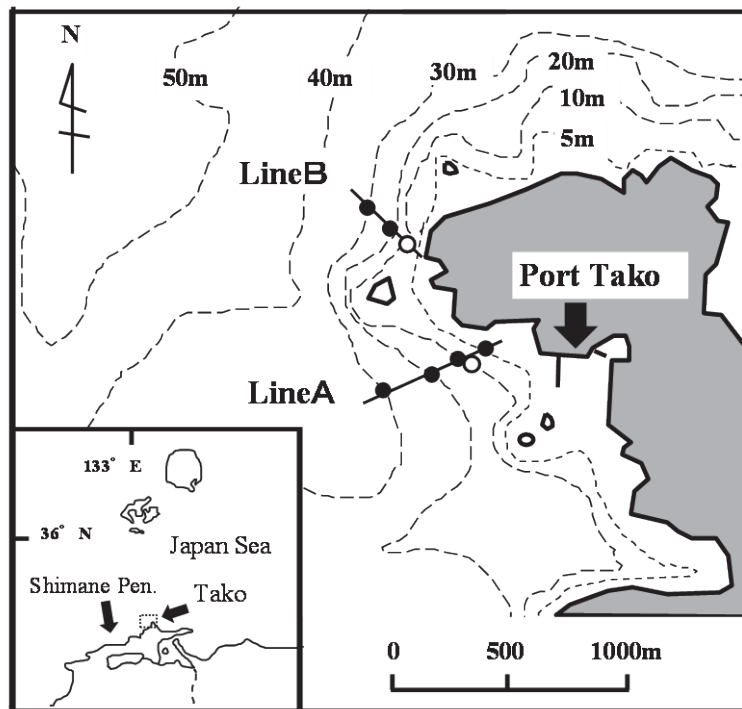 N
50m
40m
30m
20m
10m
5m
LineB
Port Tako
LineA
133° E
36° N
Japan Sea
Shimane Pen.
Tako
0
500
1000m